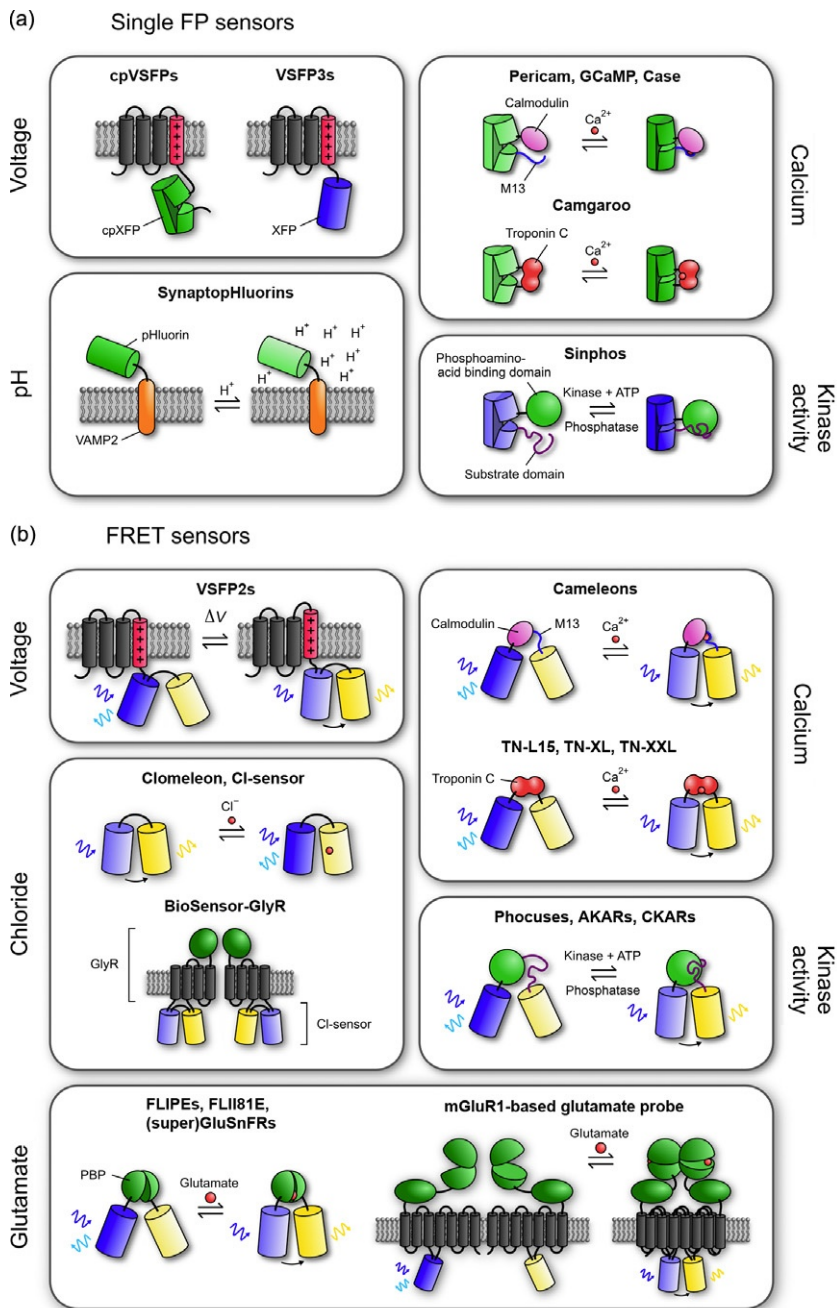 (a) Single FP sensors
Voltage
cpVSFPs
VSFP3s
+
+
+
+
+
+
+
+
cpXFP
XFP
Calcium
Pericam, GCaMP, Case
Calmodulin
Ca2+
M13
Camgaroo
Troponin C
Ca2+
pH
SynaptopHluorins
pHluorin
H+
H+ H+ H+
H+ H+
H+ H+
VAMP2
Kinase
activity
Sinphos
Phosphoamino-
acid binding domain
Kinase + ATP
Phosphatase
Substrate domain
(b) FRET sensors
Voltage
VSFP2s
ΔV
+
+
+
+
+
+
+
+
Calcium
Cameleons
Calmodulin
M13
Ca2+
TN-L15, TN-XL, TN-XXL
Troponin C
Ca2+
Chloride
Clomeleon, Cl-sensor
Cl−
BioSensor-GlyR
GlyR
Cl-sensor
Kinase
activity
Phocuses, AKARs, CKARs
Kinase + ATP
Phosphatase
Glutamate
FLIPEs, FLII81E,
(super)GluSnFRs
PBP
Glutamate
mGluR1-based glutamate probe
Glutamate